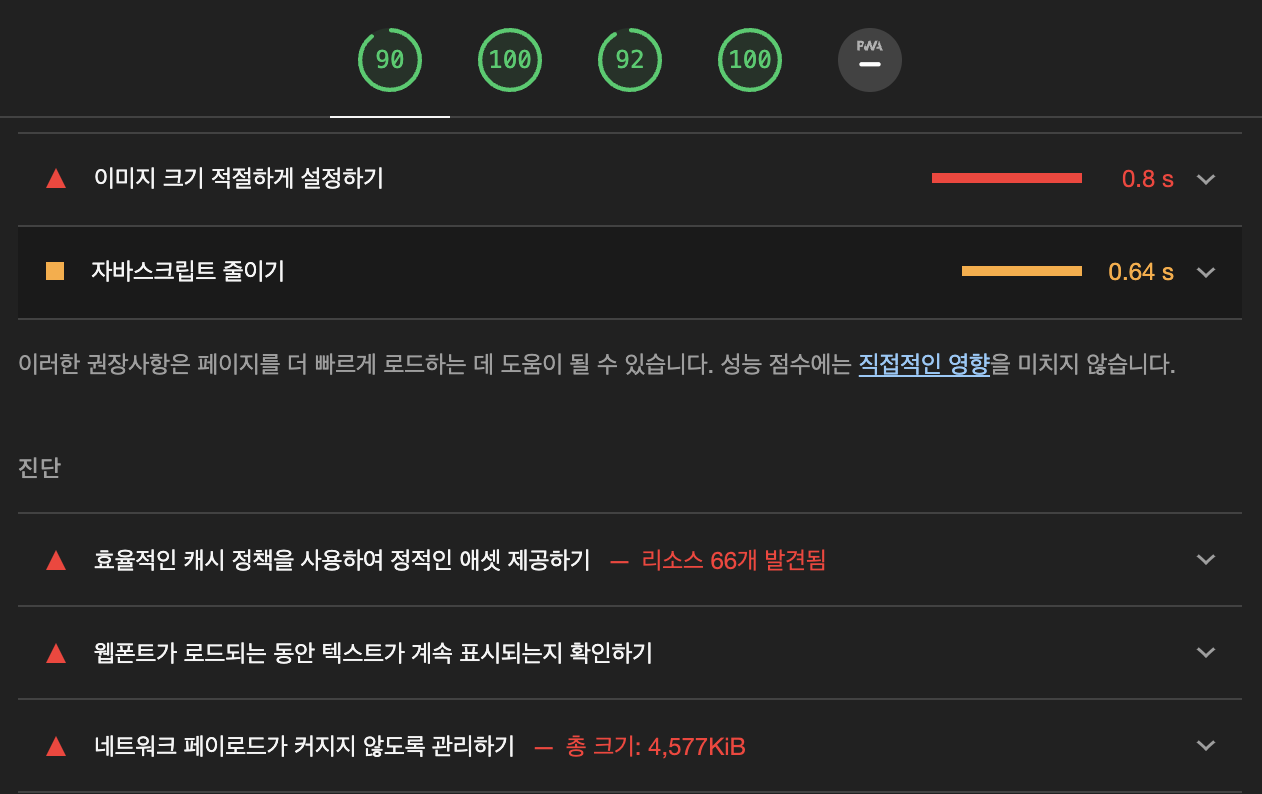 90 100 92 100 PWA
이미지 크기 적절하게 설정하기 0.8 s
자바스크립트 줄이기 0.64 s
이러한 권장사항은 페이지를 더 빠르게 로드하는 데 도움이 될 수 있습니다. 성능 점수에는 직접적인 영향을 미치지 않습니다.
진단
효율적인 캐시 정책을 사용하여 정적인 애셋 제공하기 — 리소스 66개 발견됨
웹폰트가 로드되는 동안 텍스트가 계속 표시되는지 확인하기
네트워크 페이로드가 커지지 않도록 관리하기 — 총 크기: 4,577KiB